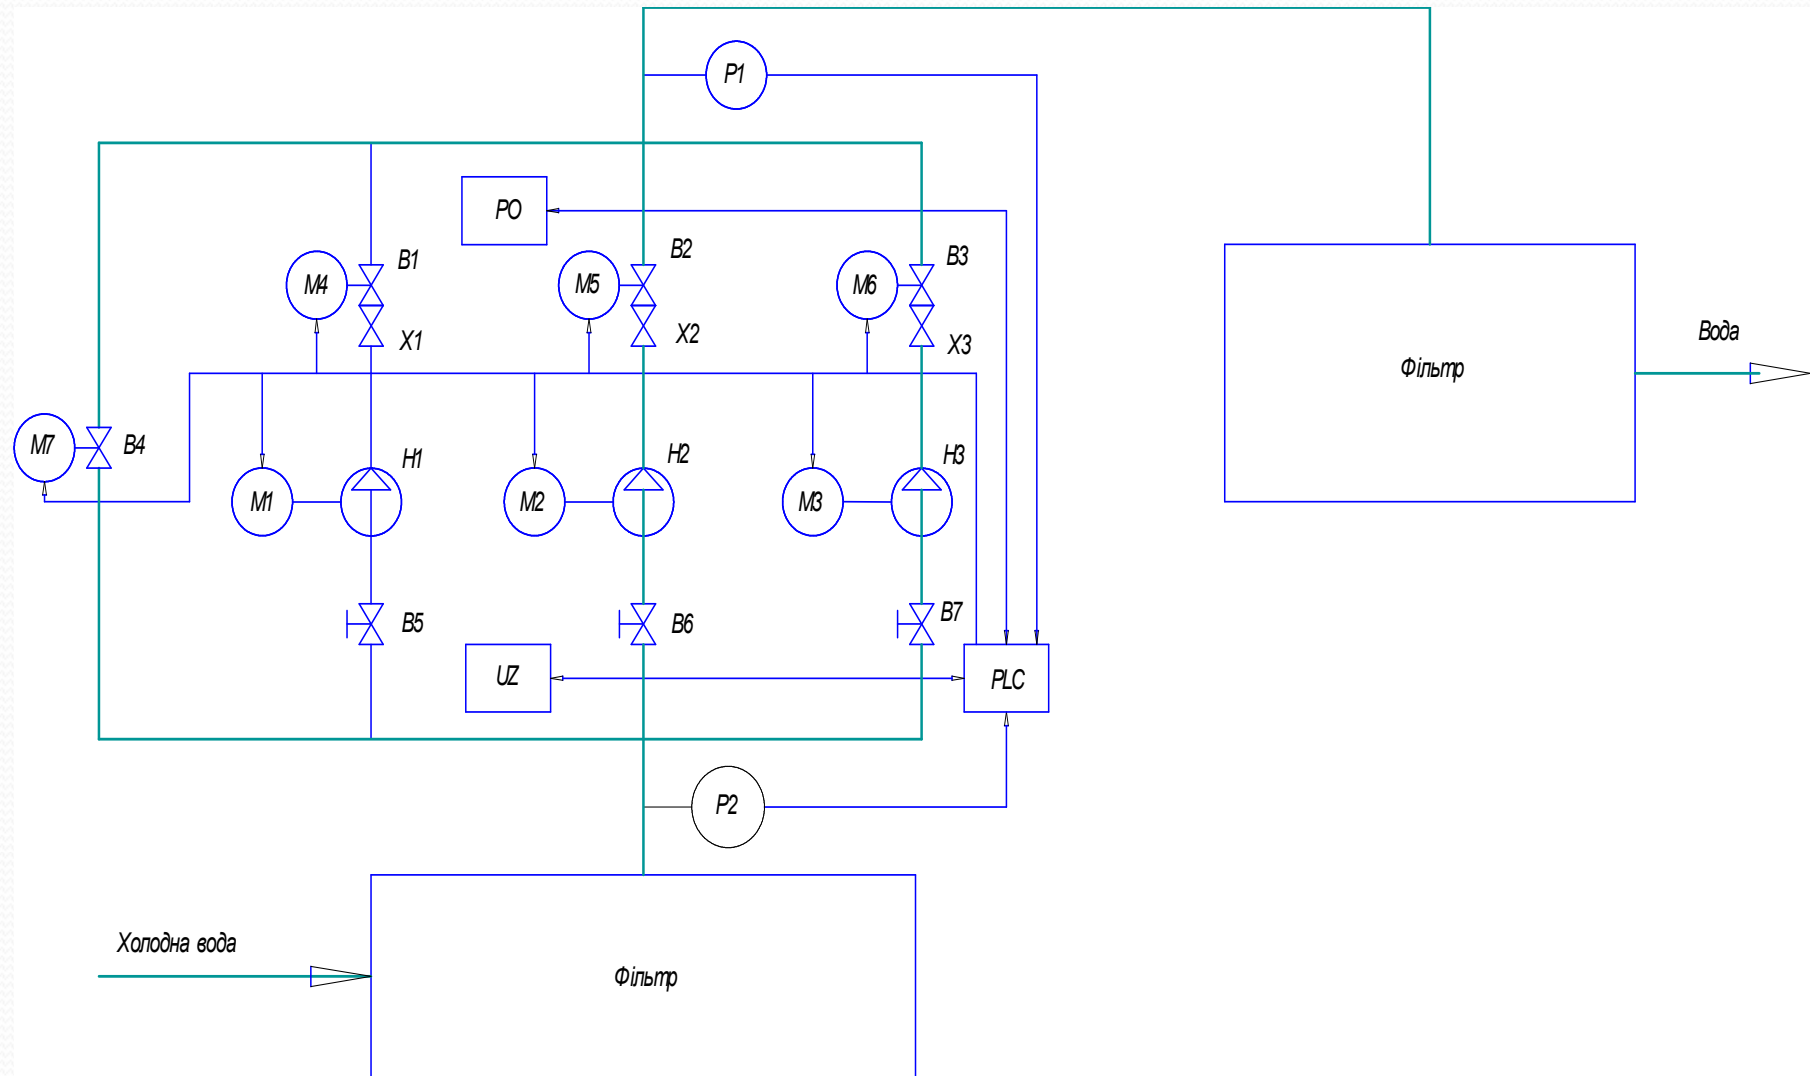 P1
PO
B1
B2
B3
M4
M5
M6
X1
X2
X3
Вода
Фільтр
M7
B4
H1
H2
H3
M1
M2
M3
B5
B6
B7
UZ
PLC
P2
Холодна вода
Фільтр